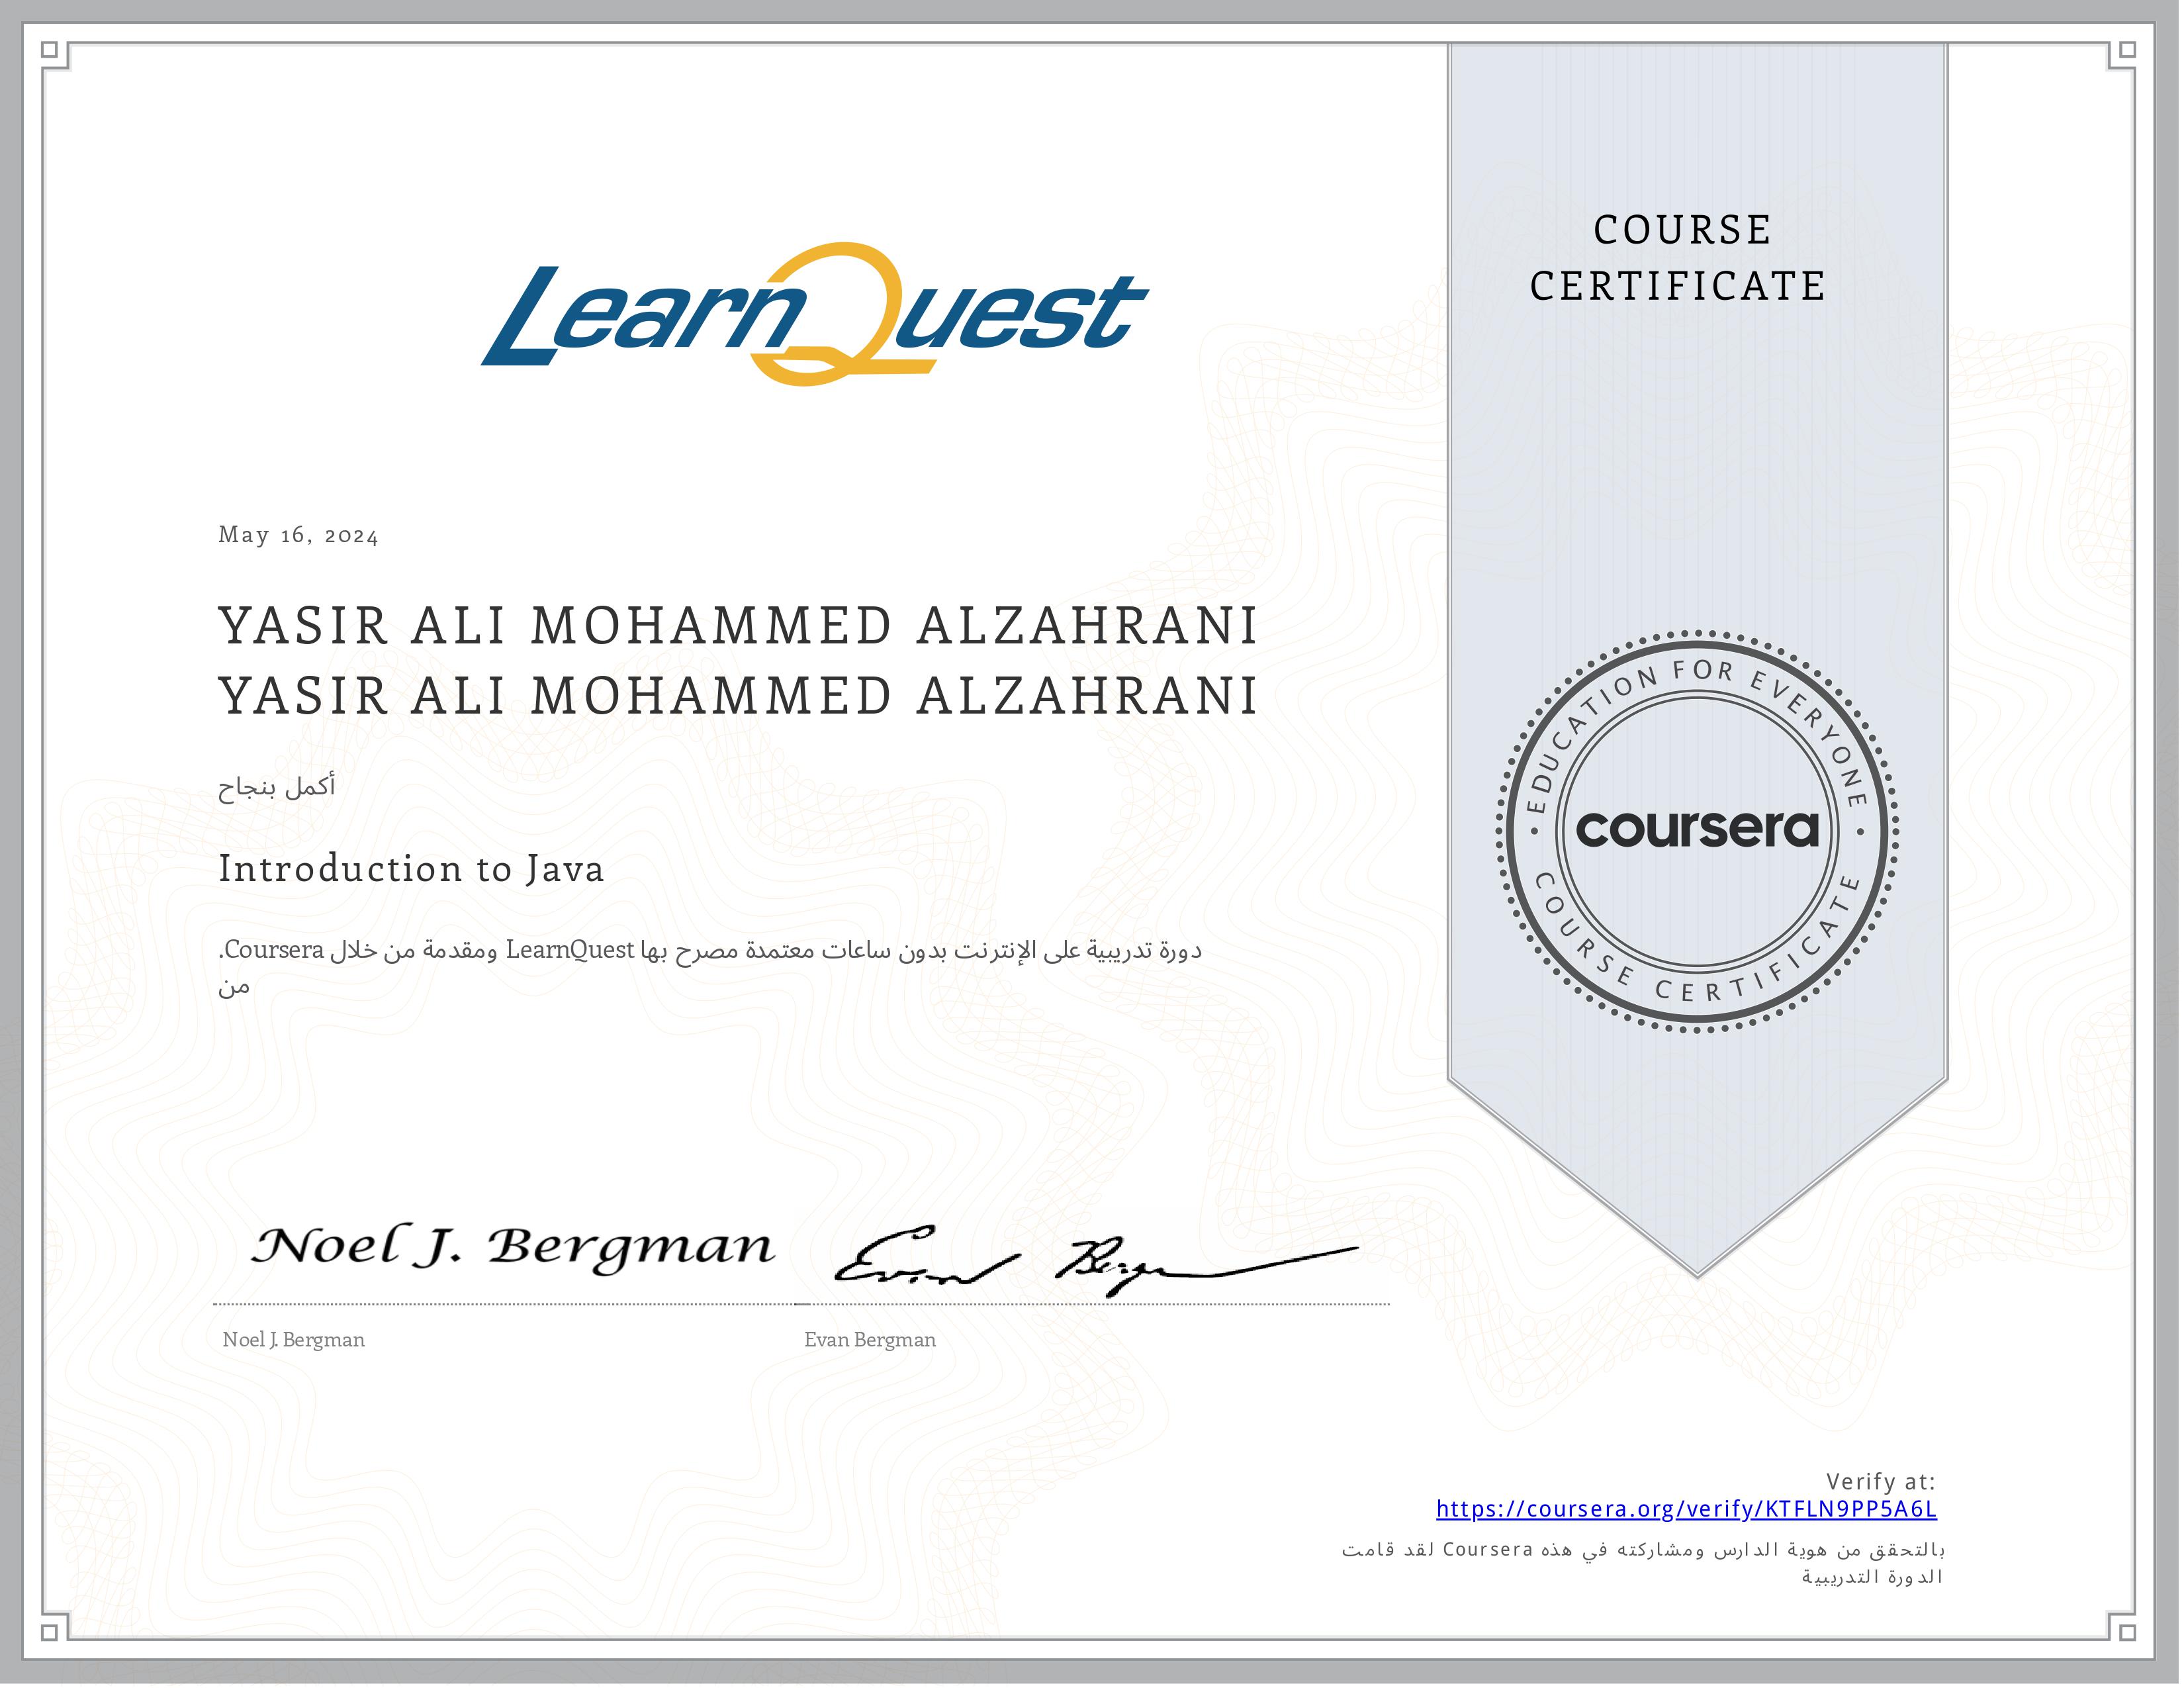 LearnQuest
COURSE
CERTIFICATE
May 16, 2024
YASIR ALI MOHAMMED ALZAHRANI
YASIR ALI MOHAMMED ALZAHRANI
أكمل بنجاح
Introduction to Java
دورة تدريبية على الإنترنت بدون ساعات معتمدة مصرح بها LearnQuest ومقدمة من خلال Coursera.
من
EDUCATION FOR EVERYONE
coursera
COURSE CERTIFICATE
Noel J. Bergman
Evan Bergman
Noel J. Bergman
Evan Bergman
Verify at:
https://coursera.org/verify/KTFLN9PP5A6L
بالتحقق من هوية الدارس ومشاركته في هذه Coursera لقد قامت
الدورة التدريبية